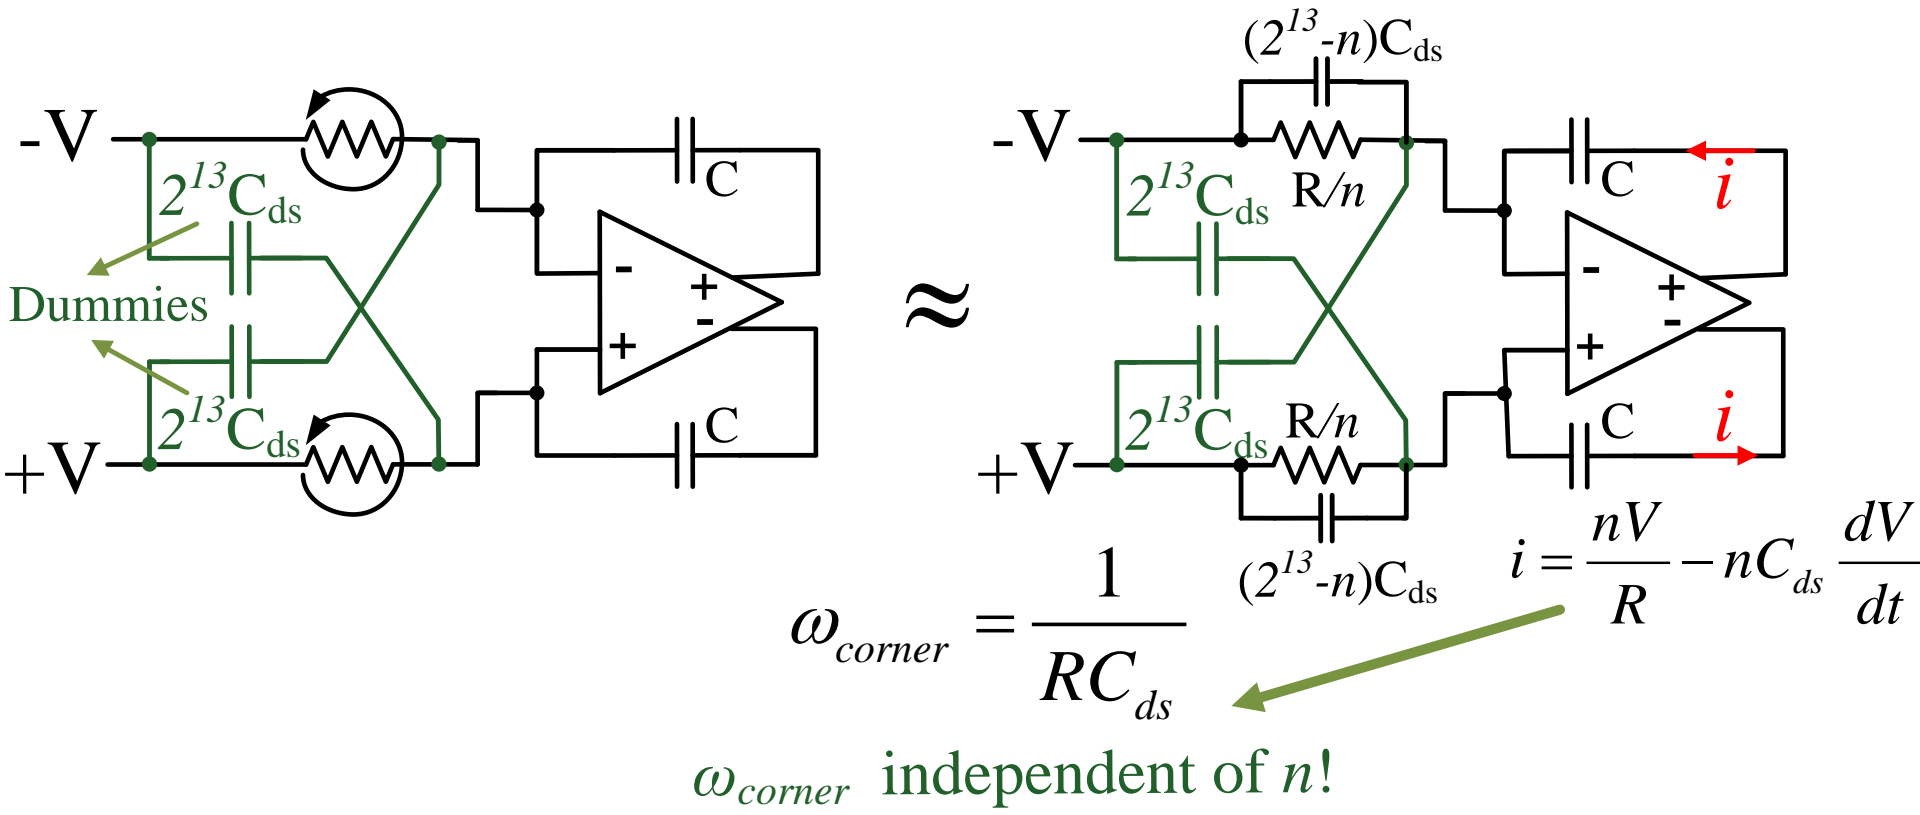 (2^13-n)C_ds
-V
C
2^13C_ds
-
+
-
+
Dummies
2^13C_ds
C
+V
≈
-V
C
i
2^13C_ds
R/n
-
+
-
+
2^13C_ds
R/n
C
i
+V
(2^13-n)C_ds
i = nV/R − nC_ds dV/dt
ω_corner = 1/RC_ds
ω_corner independent of n!